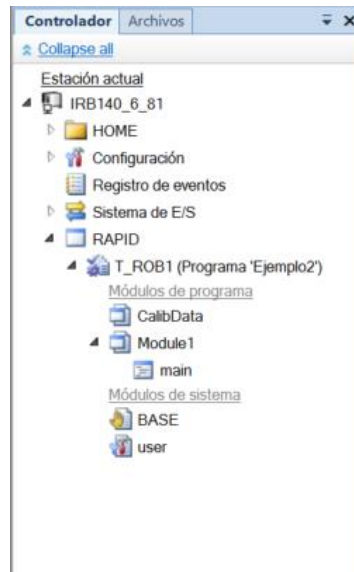 Controlador Archivos
Collapse all
Estación actual
IRB140_6_81
HOME
Configuración
Registro de eventos
Sistema de E/S
RAPID
T_ROB1 (Programa 'Ejemplo2')
Módulos de programa
CalibData
Module1
main
Módulos de sistema
BASE
user